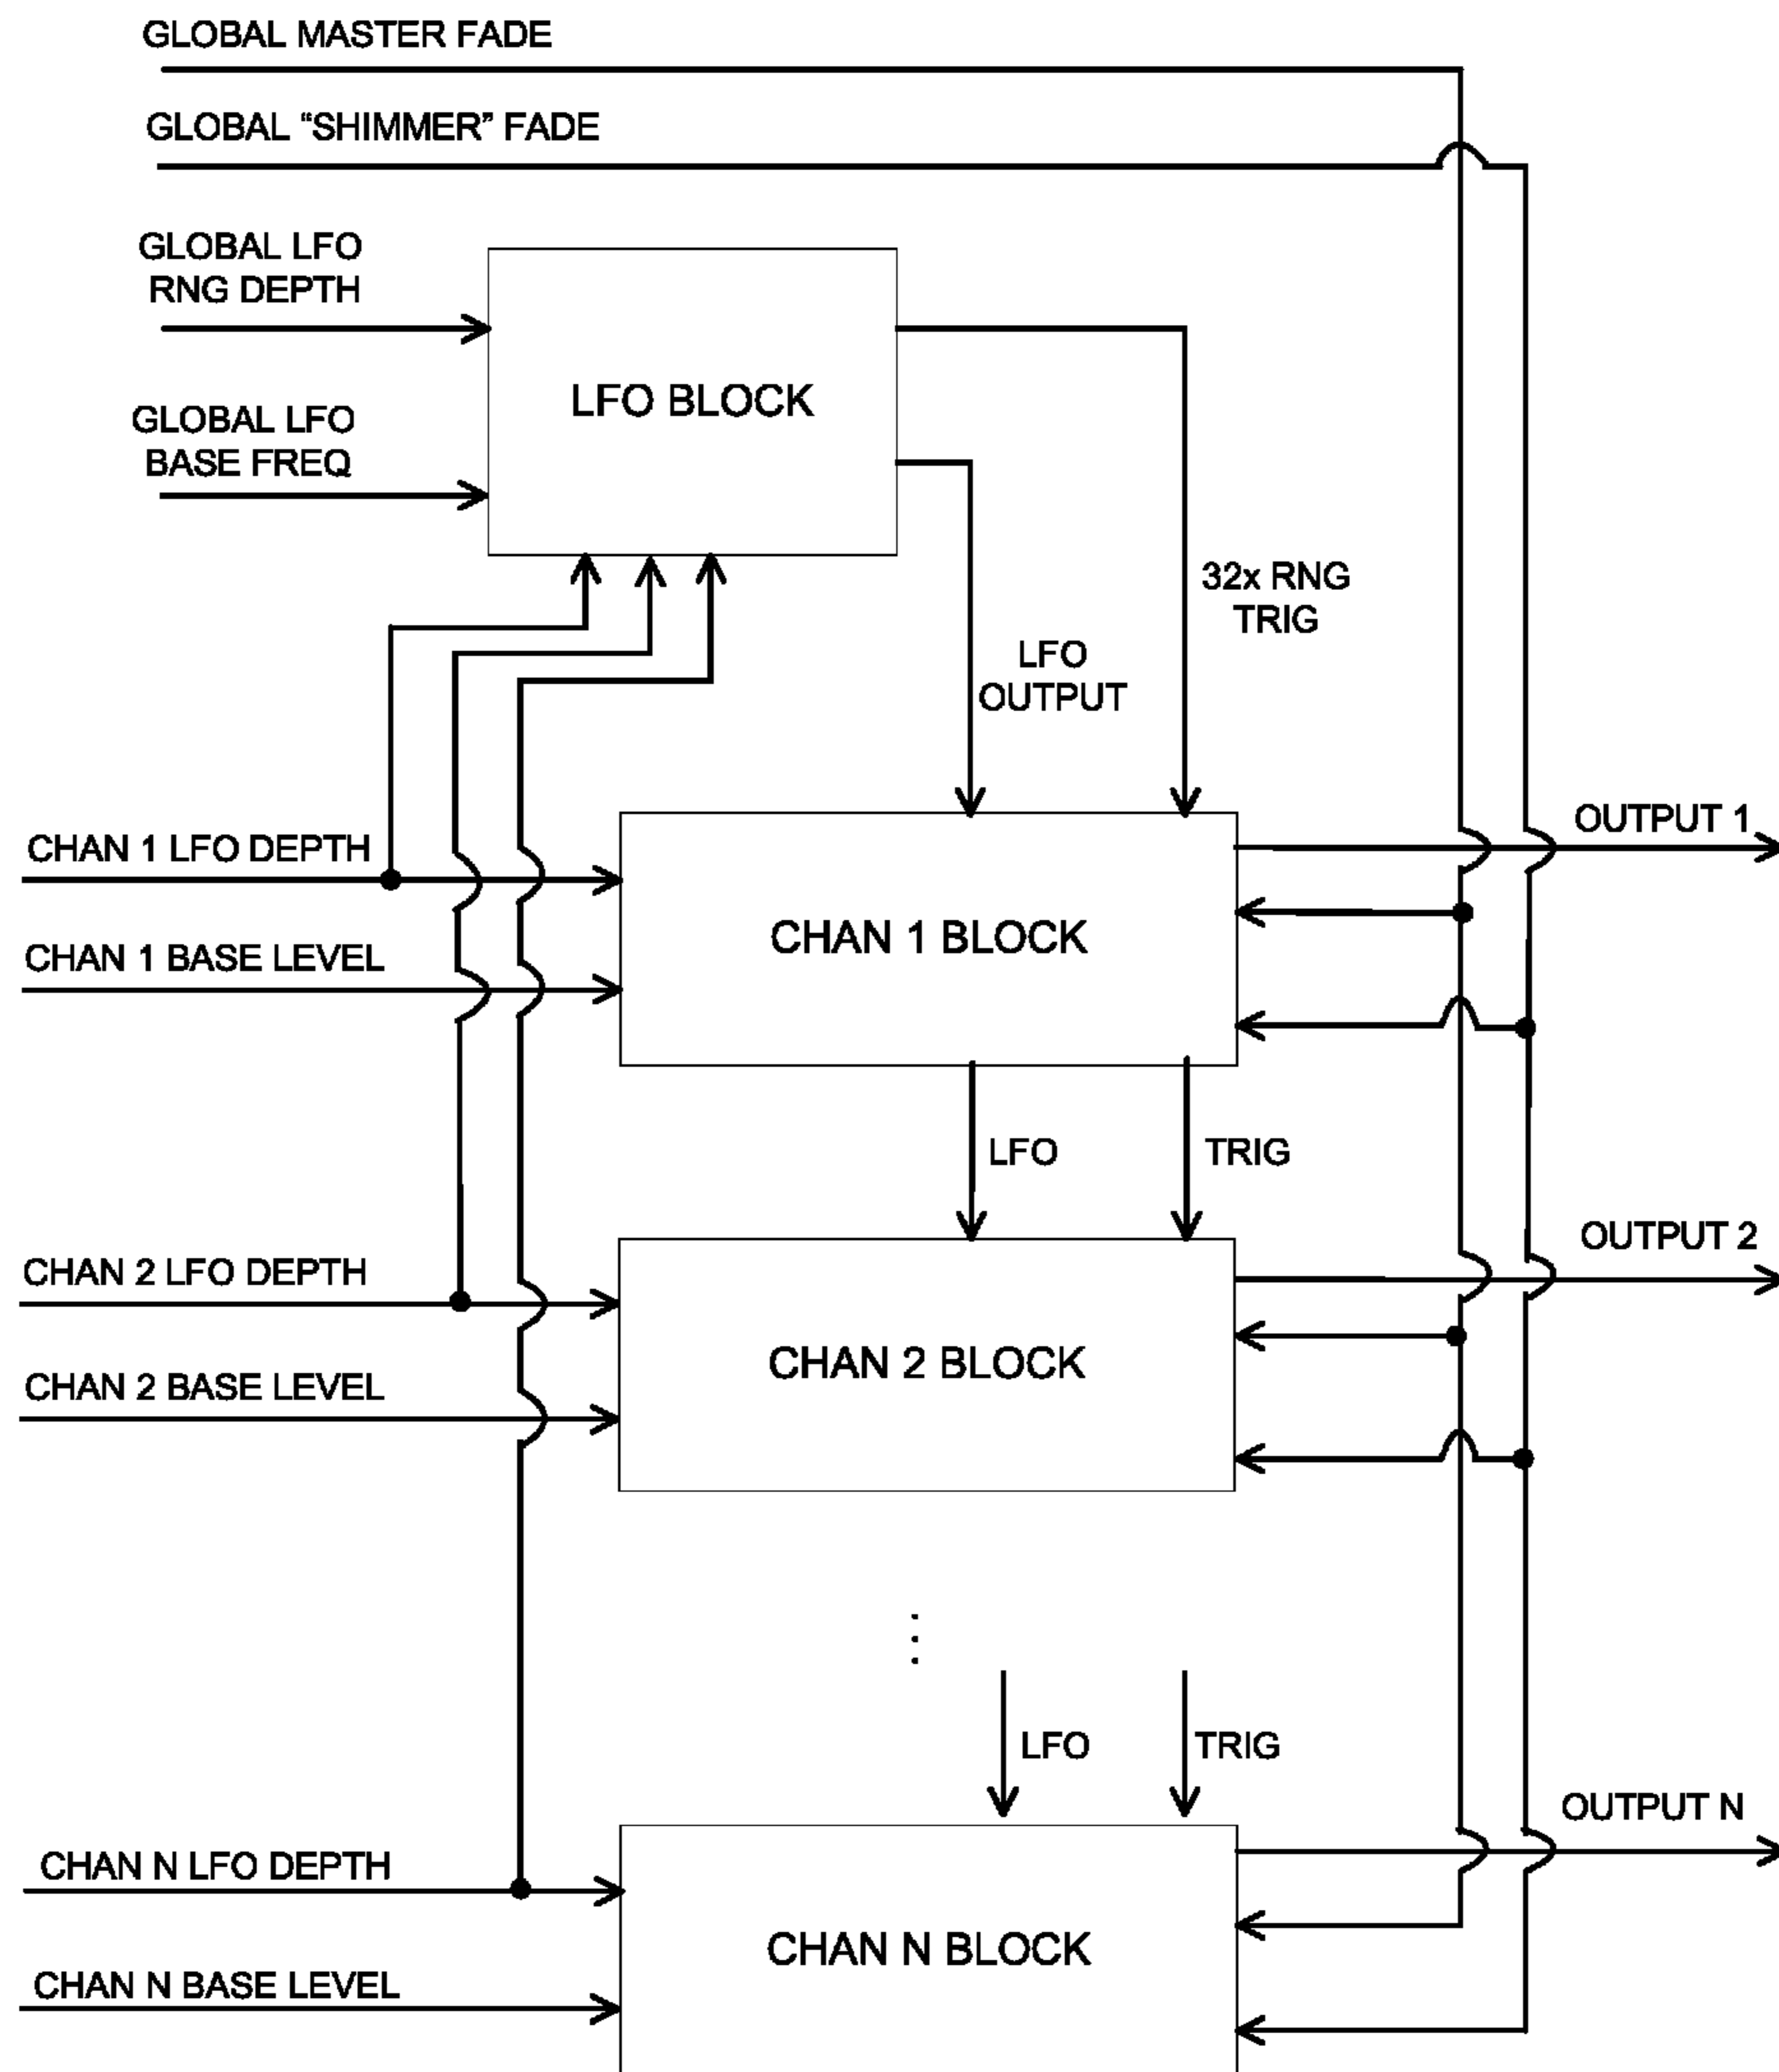 GLOBAL MASTER FADE
GLOBAL “SHIMMER” FADE
GLOBAL LFO
RNG DEPTH
GLOBAL LFO
BASE FREQ
LFO BLOCK
32x RNG
TRIG
LFO
OUTPUT
CHAN 1 LFO DEPTH
CHAN 1 BASE LEVEL
CHAN 1 BLOCK
OUTPUT 1
LFO
TRIG
CHAN 2 LFO DEPTH
CHAN 2 BASE LEVEL
CHAN 2 BLOCK
OUTPUT 2
LFO
TRIG
CHAN N LFO DEPTH
CHAN N BASE LEVEL
CHAN N BLOCK
OUTPUT N